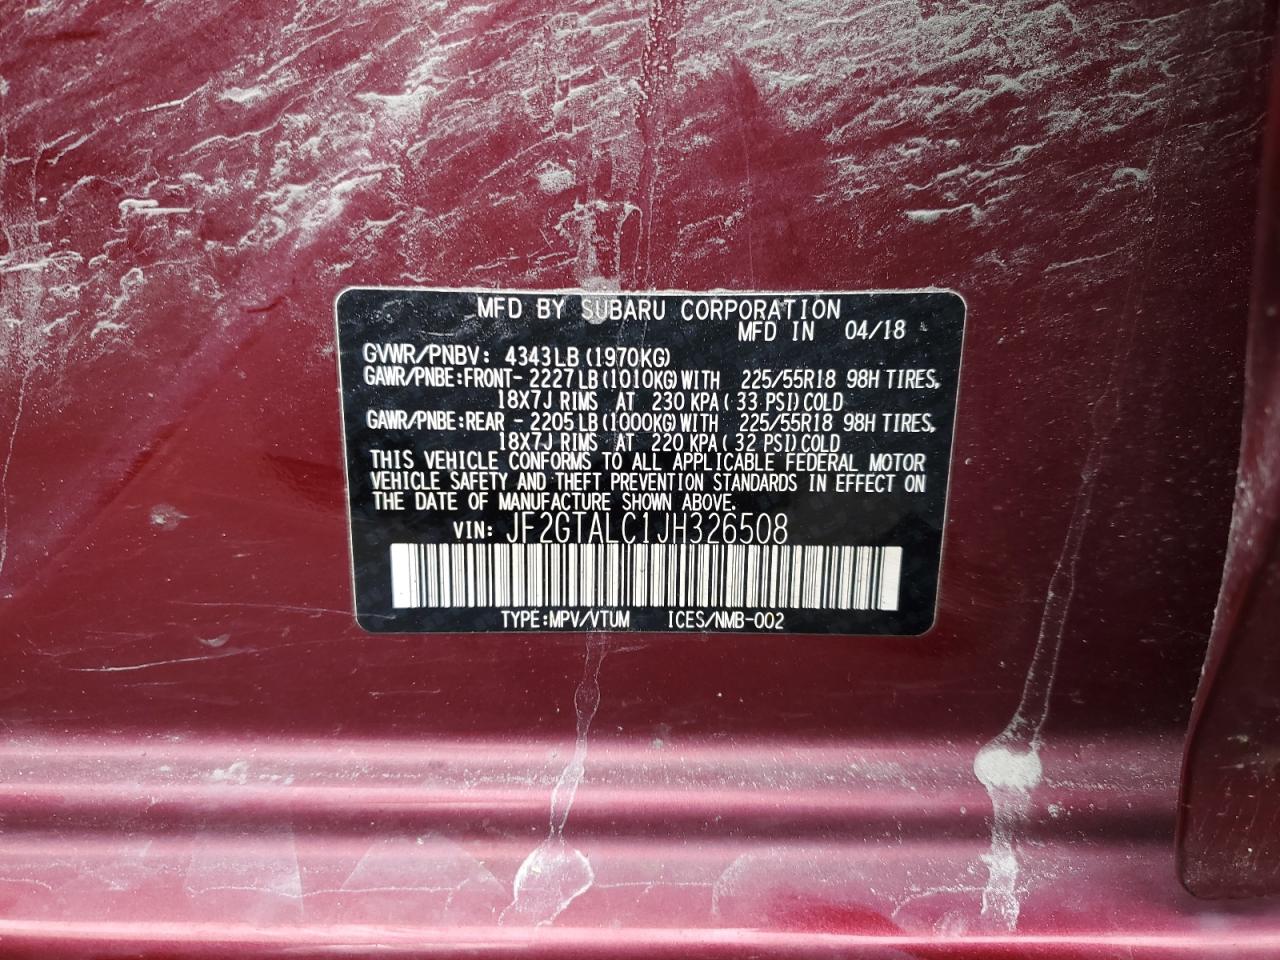 MFD BY SUBARU CORPORATION
MFD IN 04/18
GVWR/PNBV: 4343LB (1970KG)
GAWR/PNBE: FRONT- 2227LB (1010KG) WITH 225/55R18 98H TIRES,
18X7J RIMS AT 230 KPA ( 33 PSI) COLD
GAWR/PNBE: REAR - 2205LB (1000KG) WITH 225/55R18 98H TIRES,
18X7J RIMS AT 220 KPA ( 32 PSI) COLD
THIS VEHICLE CONFORMS TO ALL APPLICABLE FEDERAL MOTOR
VEHICLE SAFETY AND THEFT PREVENTION STANDARDS IN EFFECT ON
THE DATE OF MANUFACTURE SHOWN ABOVE.
VIN: JF2GTALC1JH326508
TYPE:MPV/VTUM ICES/NMB-002